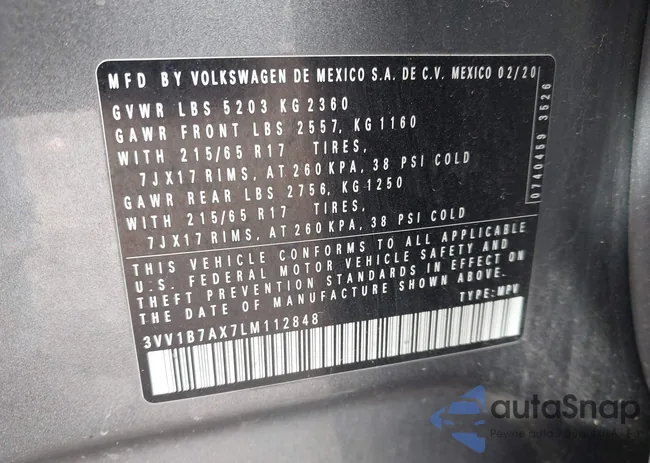 MFD BY VOLKSWAGEN DE MEXICO S.A. DE C.V. MEXICO 02/20
GVWR LBS 5203 KG 2360
GAWR FRONT LBS 2557, KG 1160
WITH 215/65 R17 TIRES,
7JX17 RIMS, AT 260 KPA, 38 PSI COLD
GAWR REAR LBS 2756, KG 1250
WITH 215/65 R17 TIRES,
7JX17 RIMS, AT 260 KPA, 38 PSI COLD
THIS VEHICLE CONFORMS TO ALL APPLICABLE
U.S. FEDERAL MOTOR VEHICLE SAFETY AND
THEFT PREVENTION STANDARDS IN EFFECT ON
THE DATE OF MANUFACTURE SHOWN ABOVE.
3VV1B7AX7LM112848 TYPE: MPV
0740459 3526
autaSnap